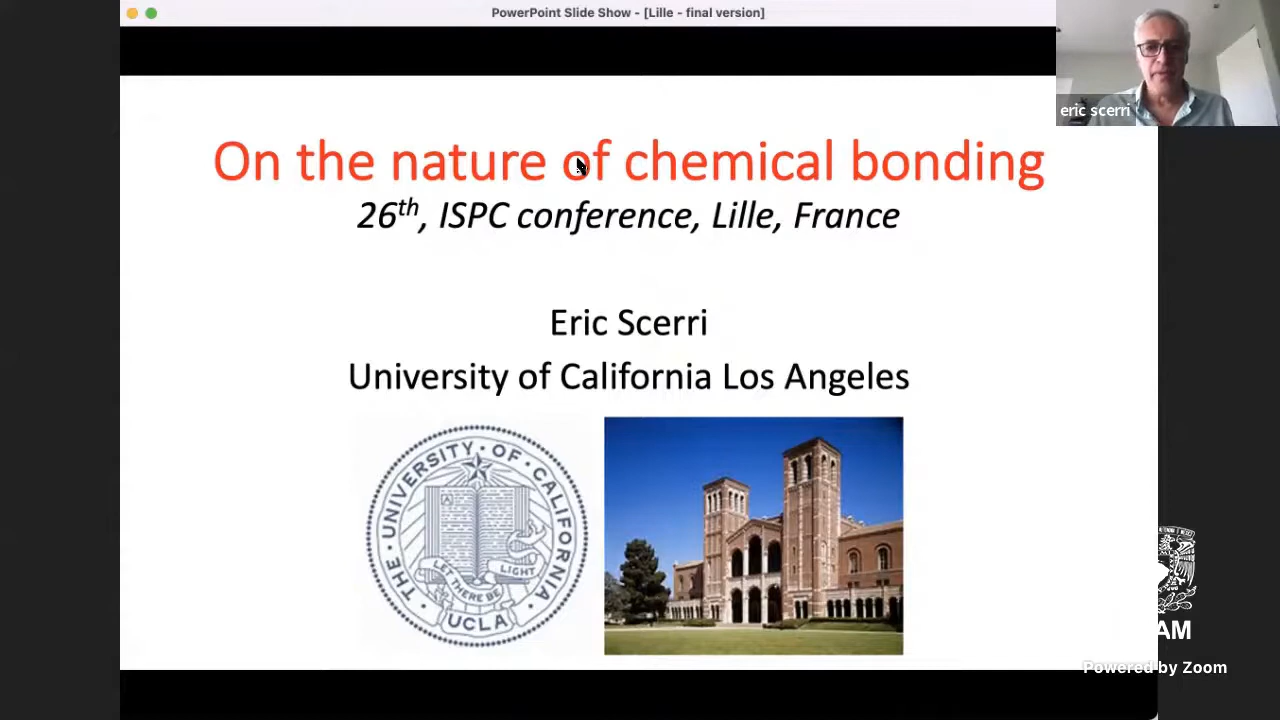 PowerPoint Slide Show - [Lille - final version]
eric scerri
On the nature of chemical bonding
26th, ISPC conference, Lille, France
Eric Scerri
University of California Los Angeles
THE · UNIVERSITY · OF · CALIFORNIA ·
LET THERE BE LIGHT
UCLA
AM
Powered by Zoom